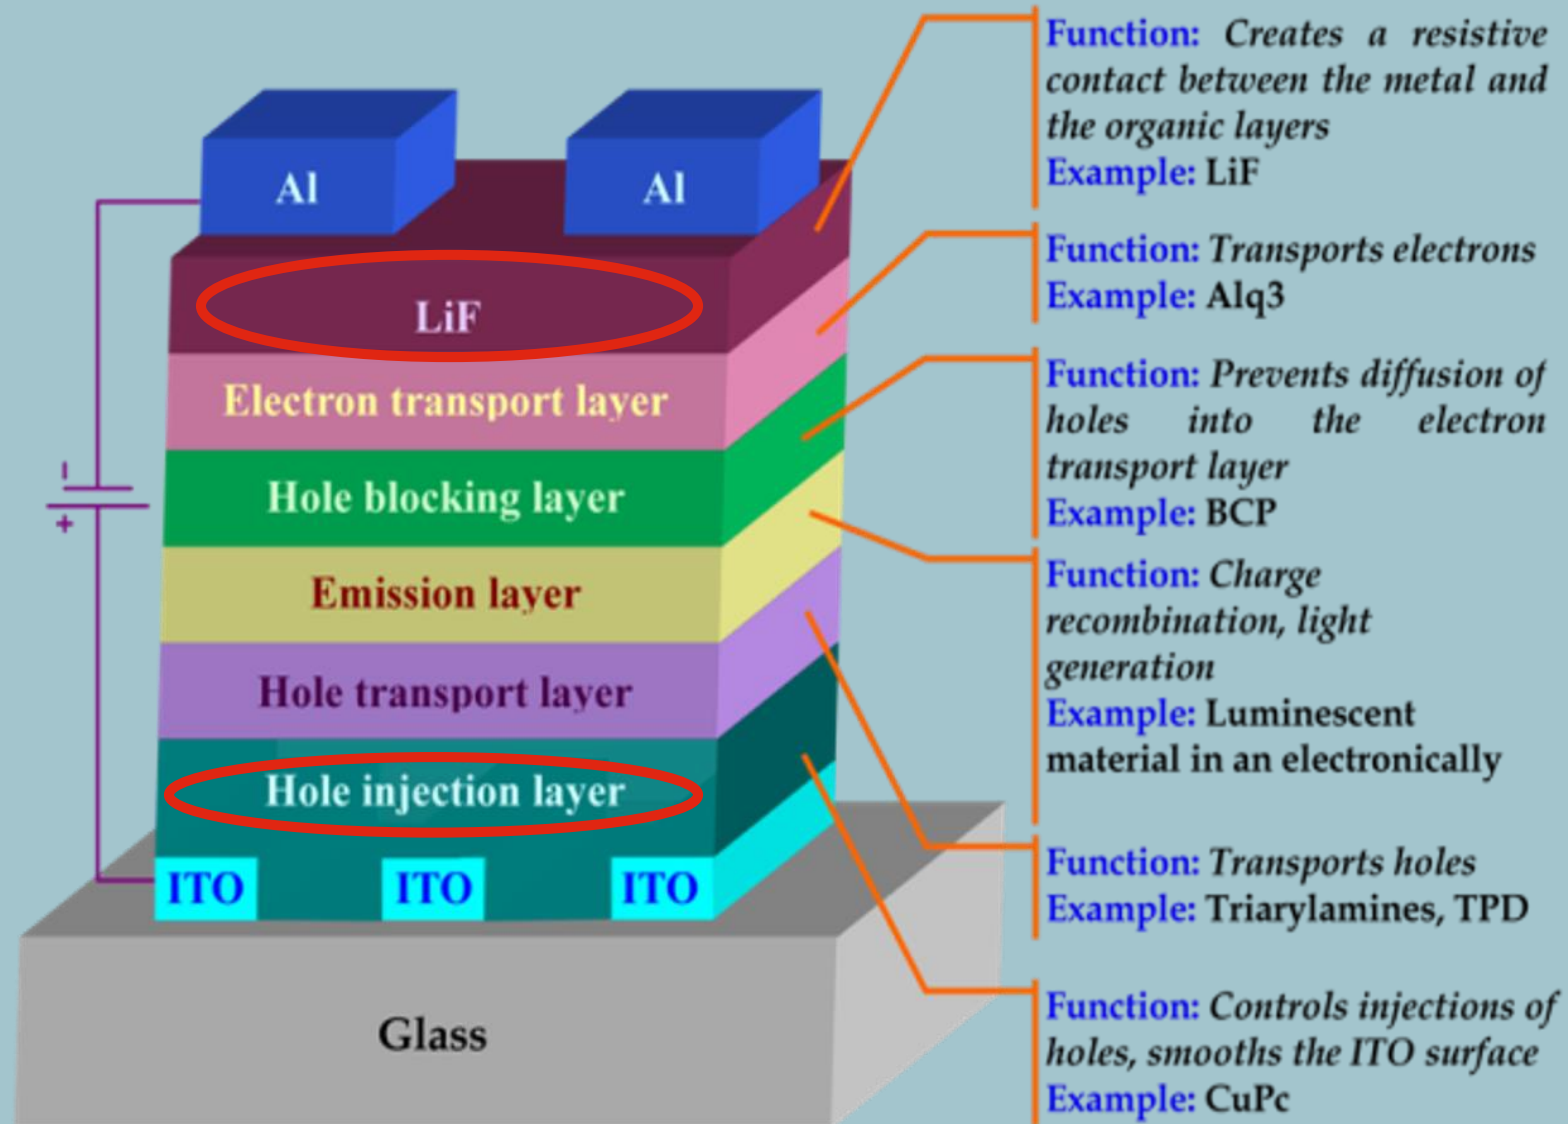 Al
Al
LiF
Electron transport layer
Hole blocking layer
Emission layer
Hole transport layer
Hole injection layer
ITO
ITO
ITO
Glass
-
+
Function: Creates a resistive
contact between the metal and
the organic layers
Example: LiF
Function: Transports electrons
Example: Alq3
Function: Prevents diffusion of
holes into the electron
transport layer
Example: BCP
Function: Charge
recombination, light
generation
Example: Luminescent
material in an electronically
Function: Transports holes
Example: Triarylamines, TPD
Function: Controls injections of
holes, smooths the ITO surface
Example: CuPc